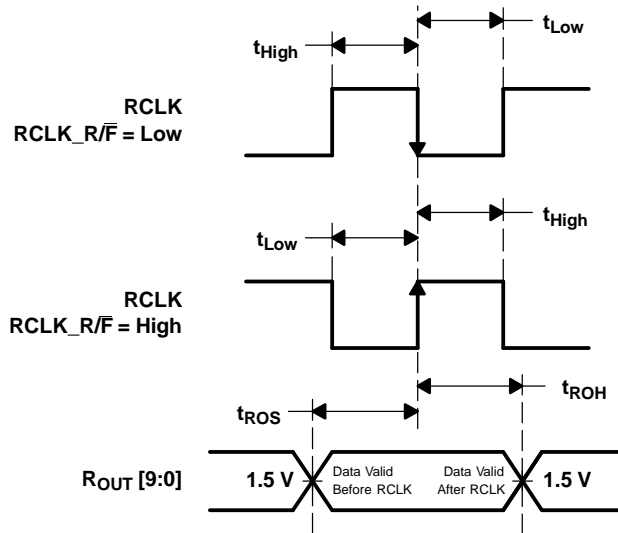 tLow
tHigh
RCLK
RCLK_R/F̅ = Low
tHigh
tLow
RCLK
RCLK_R/F̅ = High
tROH
tROS
ROUT [9:0]
1.5 V
Data Valid
Before RCLK
Data Valid
After RCLK
1.5 V